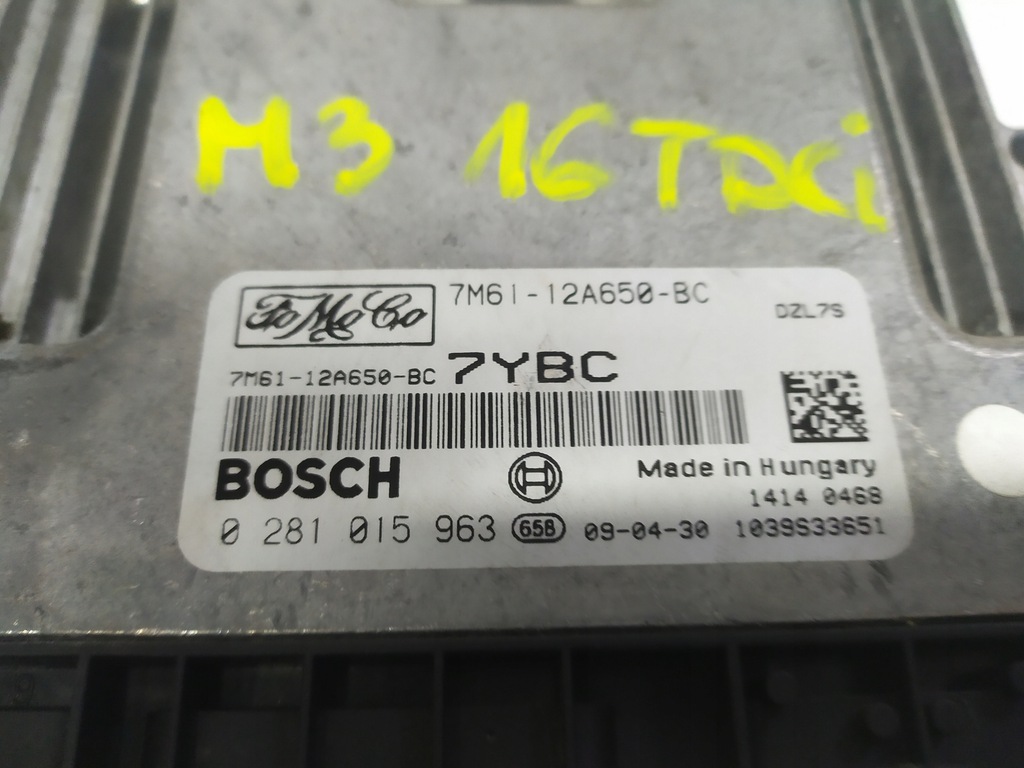 M3 16TDCi
FoMoCo 7M61-12A650-BC
DZL7S
7M61-12A650-BC 7YBC
BOSCH Made in Hungary
1414 0468
0 281 015 963 658 09-04-30 1039S33651